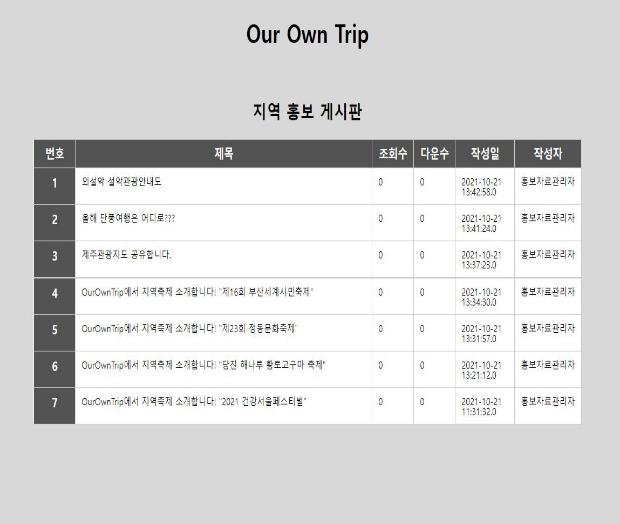 Our Own Trip
지역 홍보 게시판
번호 제목 조회수 다운수 작성일 작성자
1 외설악 설악관광안내도 0 0 2021-10-21 홍보자료관리자
13:42:58.0
2 올해 단풍여행은 어디로??? 0 0 2021-10-21 홍보자료관리자
13:41:24.0
3 제주관광지도 공유합니다. 0 0 2021-10-21 홍보자료관리자
13:37:23.0
4 OurOwnTrip에서 지역축제 소개합니다! "제16회 부산세계시민축제" 0 0 2021-10-21 홍보자료관리자
13:34:30.0
5 OurOwnTrip에서 지역축제 소개합니다! "제23회 정동문화축제" 0 0 2021-10-21 홍보자료관리자
13:31:57.0
6 OurOwnTrip에서 지역축제 소개합니다! "당진 해나루 황토고구마 축제" 0 0 2021-10-21 홍보자료관리자
13:21:12.0
7 OurOwnTrip에서 지역축제 소개합니다! "2021 건강서울페스티벌" 0 0 2021-10-21 홍보자료관리자
11:31:32.0